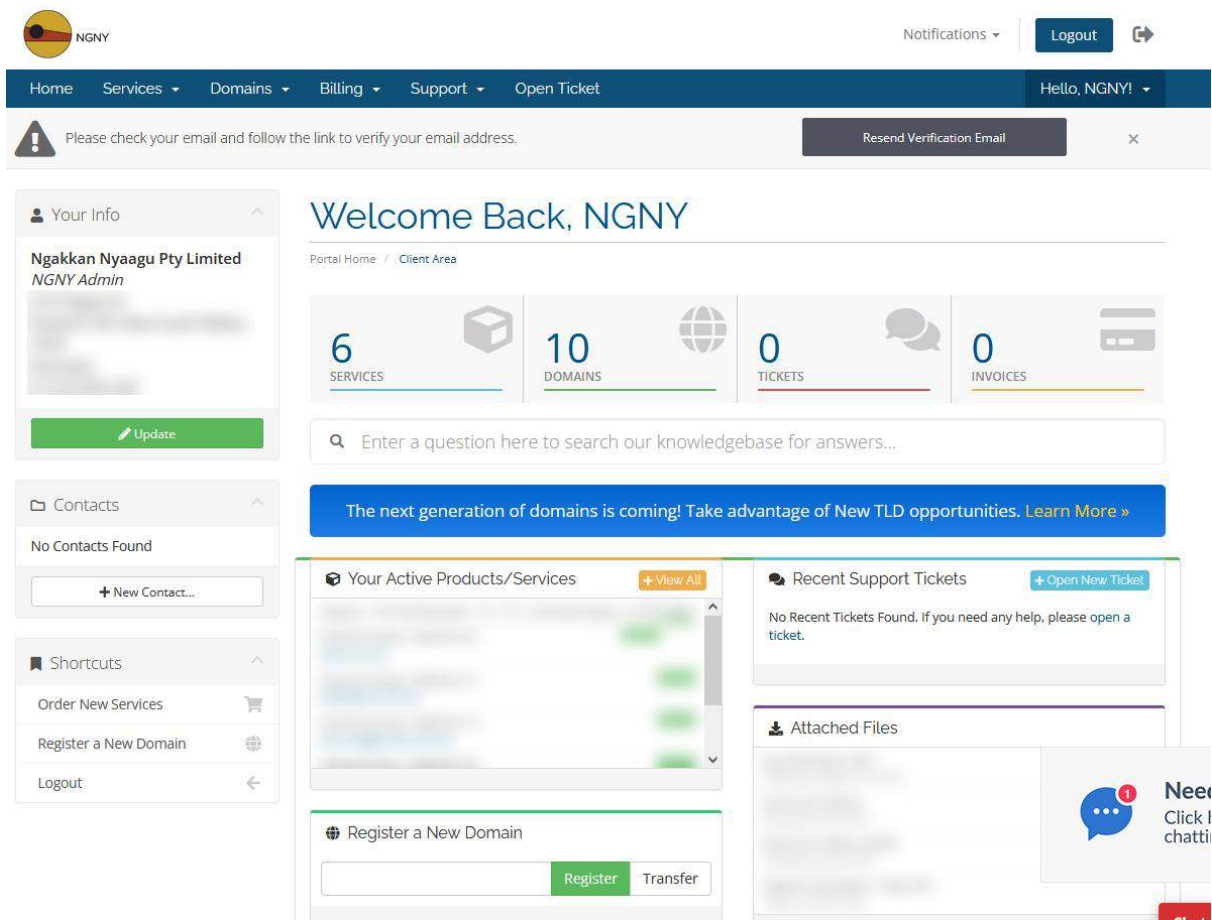 NGNY
Notifications
Logout
Home Services Domains Billing Support Open Ticket Hello, NGNY!
Please check your email and follow the link to verify your email address.
Resend Verification Email
Your Info
Ngakkan Nyaagu Pty Limited
NGNY Admin
Update
Contacts
No Contacts Found
+ New Contact...
Shortcuts
Order New Services
Register a New Domain
Logout
Welcome Back, NGNY
Portal Home / Client Area
6
SERVICES
10
DOMAINS
0
TICKETS
0
INVOICES
Enter a question here to search our knowledgebase for answers...
The next generation of domains is coming! Take advantage of New TLD opportunities. Learn More »
Your Active Products/Services
+ View All
Register a New Domain
Register Transfer
Recent Support Tickets
+ Open New Ticket
No Recent Tickets Found. If you need any help, please open a
ticket.
Attached Files
1
Click